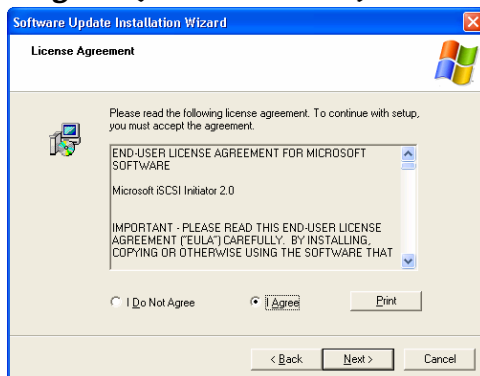 Software Update Installation Wizard
License Agreement
Please read the following license agreement. To continue with setup,
you must accept the agreement.
END-USER LICENSE AGREEMENT FOR MICROSOFT
SOFTWARE
Microsoft iSCSI Initiator 2.0
IMPORTANT - PLEASE READ THIS END-USER LICENSE
AGREEMENT ("EULA") CAREFULLY. BY INSTALLING,
COPYING OR OTHERWISE USING THE SOFTWARE THAT
I Do Not Agree
I Agree
Print
< Back
Next >
Cancel